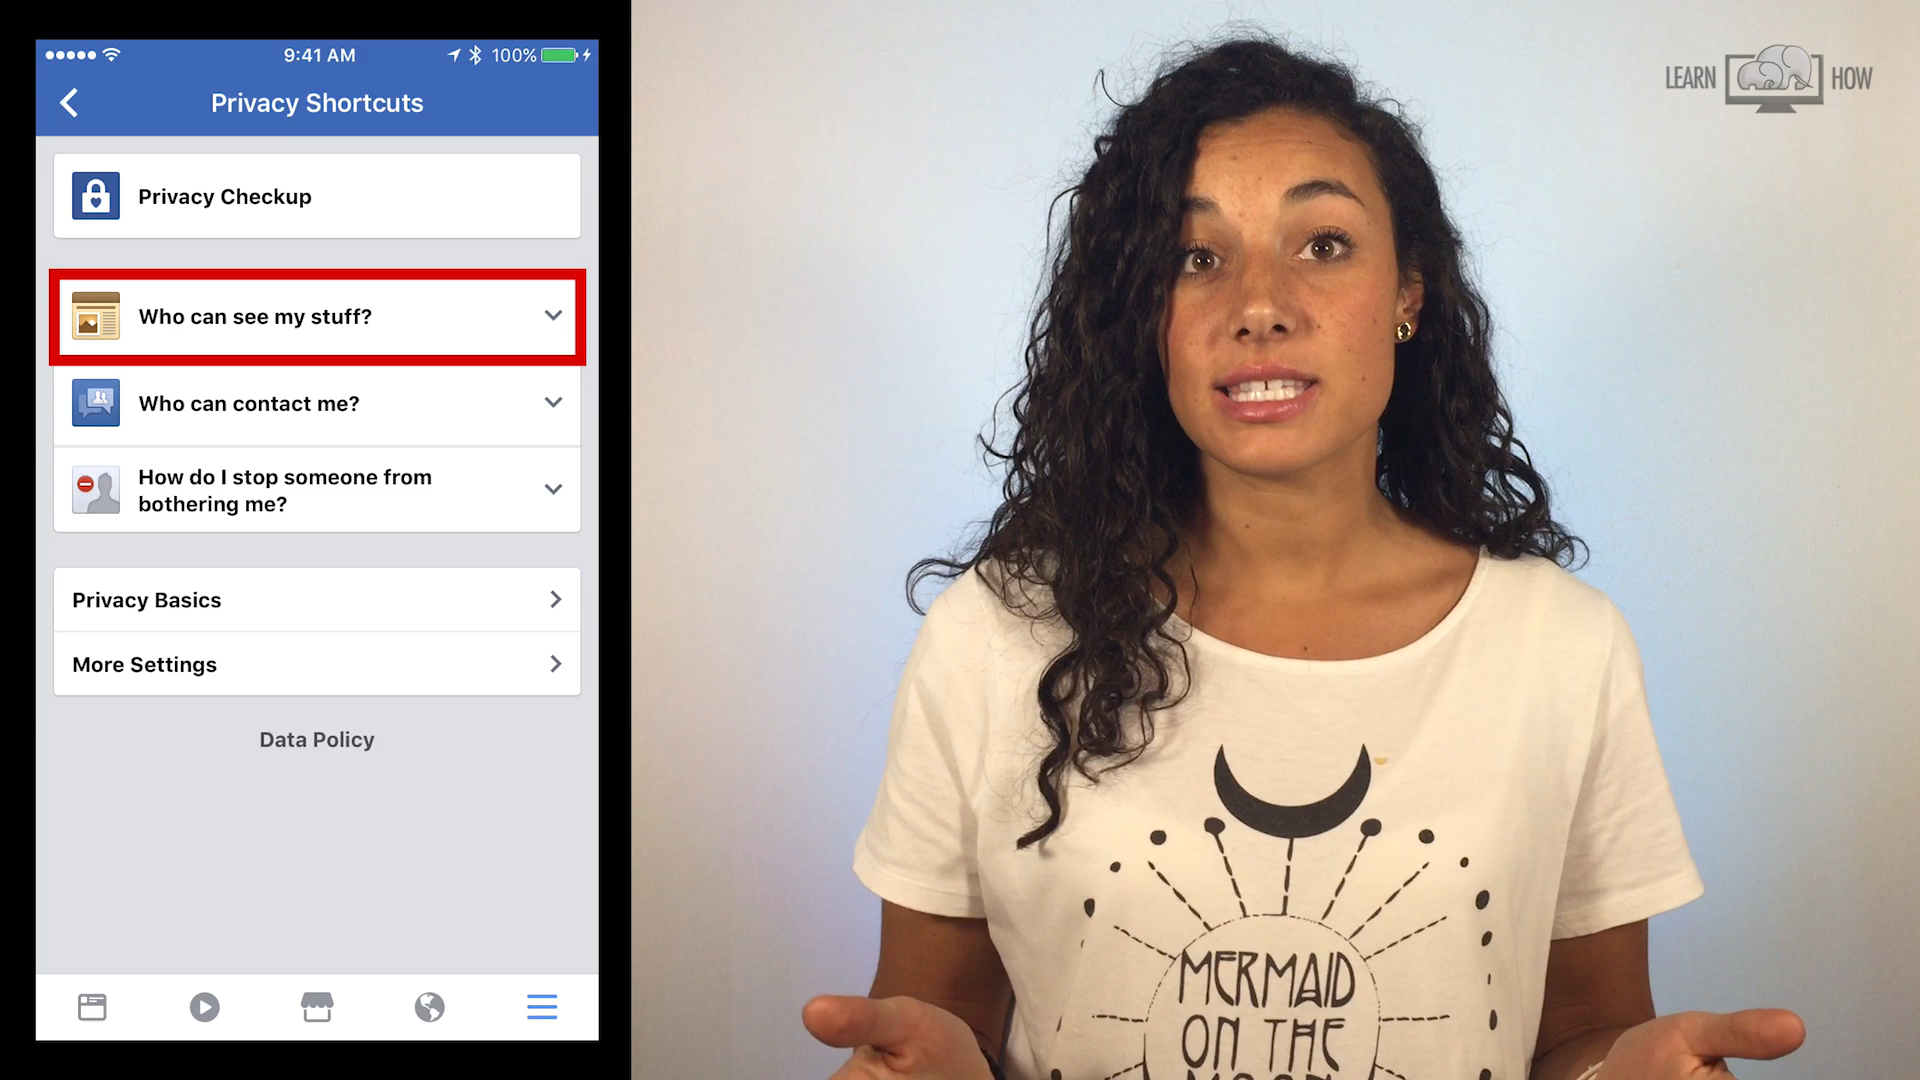 9:41 AM
100%
Privacy Shortcuts
Privacy Checkup
Who can see my stuff?
Who can contact me?
How do I stop someone from
bothering me?
Privacy Basics
More Settings
Data Policy
LEARN HOW
MERMAID
ON THE
MOON